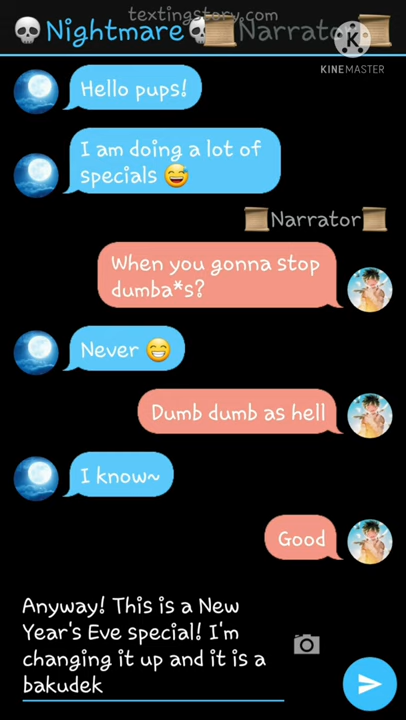 textingstory.com
💀Nightmare💀 📜Narrator📜
K
KINEMASTER
Hello pups!
I am doing a lot of
specials 😅
📜Narrator📜
When you gonna stop
dumba*s?
Never 😁
Dumb dumb as hell
I know~
Good
Anyway! This is a New
Year's Eve special! I'm
changing it up and it is a
bakudek